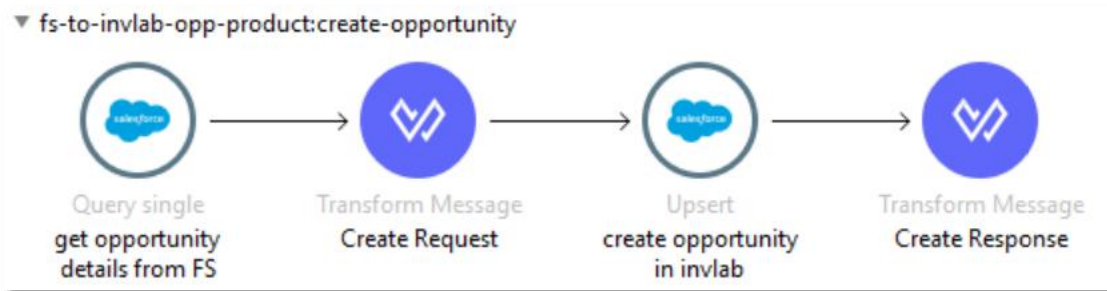 fs-to-invlab-opp-product:create-opportunity
salesforce
salesforce
Query single
Transform Message
Upsert
Transform Message
get opportunity
details from FS
Create Request
create opportunity
in invlab
Create Response